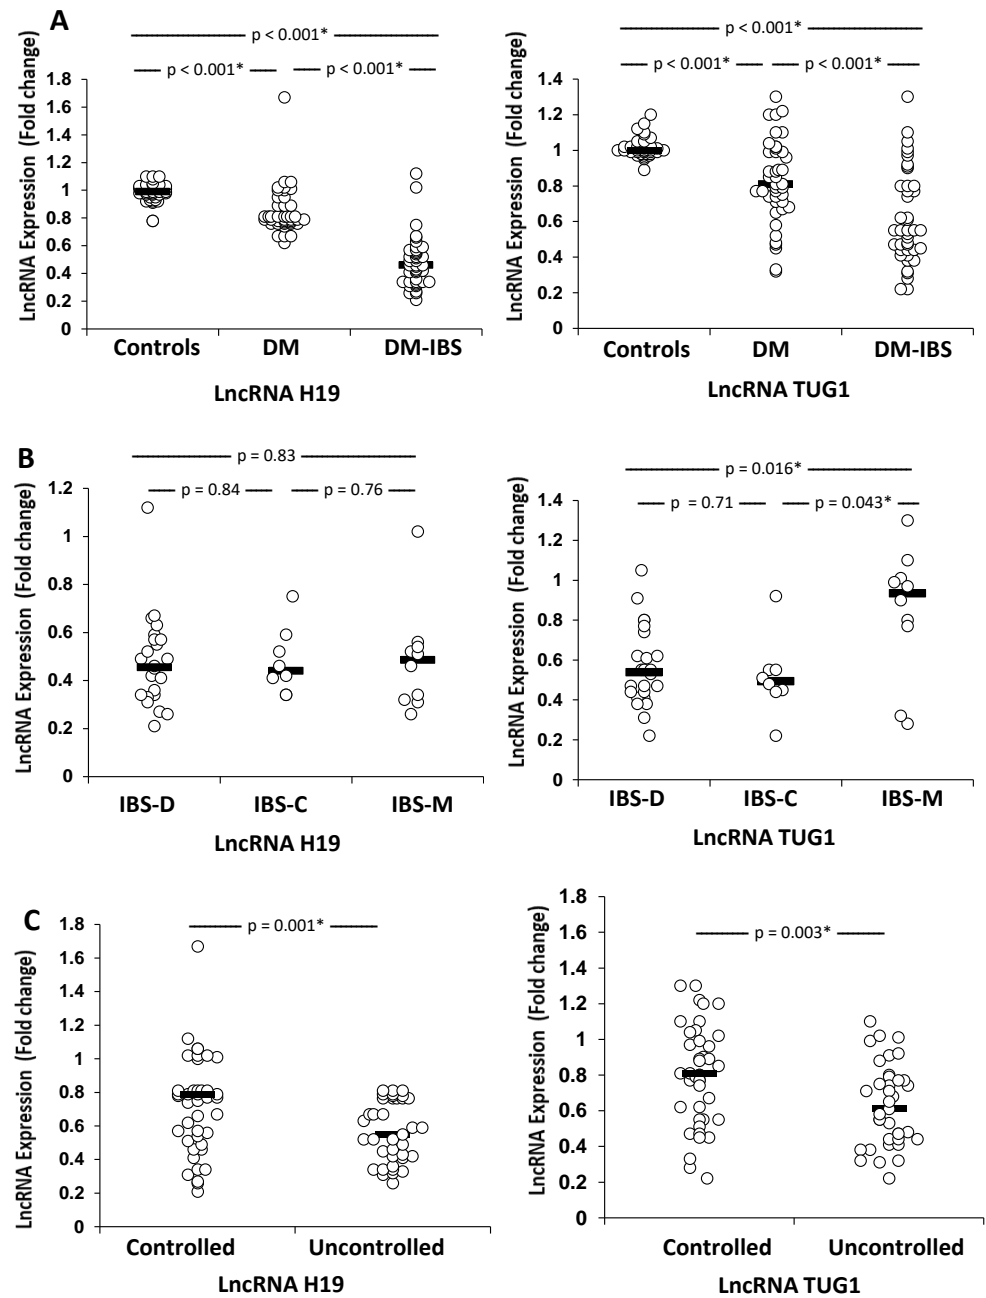 A
p < 0.001*
p < 0.001* p < 0.001*
LncRNA Expression (Fold change)
1.8
1.6
1.4
1.2
1
0.8
0.6
0.4
0.2
0
Controls DM DM-IBS
LncRNA H19
p < 0.001*
p < 0.001* p < 0.001*
LncRNA Expression (Fold change)
1.4
1.2
1
0.8
0.6
0.4
0.2
0
Controls DM DM-IBS
LncRNA TUG1
B
p = 0.83
p = 0.84 p = 0.76
LncRNA Expression (Fold change)
1.2
1
0.8
0.6
0.4
0.2
0
IBS-D IBS-C IBS-M
LncRNA H19
p = 0.016*
p = 0.71 p = 0.043*
LncRNA Expression (Fold change)
1.4
1.2
1
0.8
0.6
0.4
0.2
0
IBS-D IBS-C IBS-M
LncRNA TUG1
C
p = 0.001*
LncRNA Expression (Fold change)
1.8
1.6
1.4
1.2
1
0.8
0.6
0.4
0.2
0
Controlled Uncontrolled
LncRNA H19
p = 0.003*
LncRNA Expression (Fold change)
1.8
1.6
1.4
1.2
1
0.8
0.6
0.4
0.2
0
Controlled Uncontrolled
LncRNA TUG1